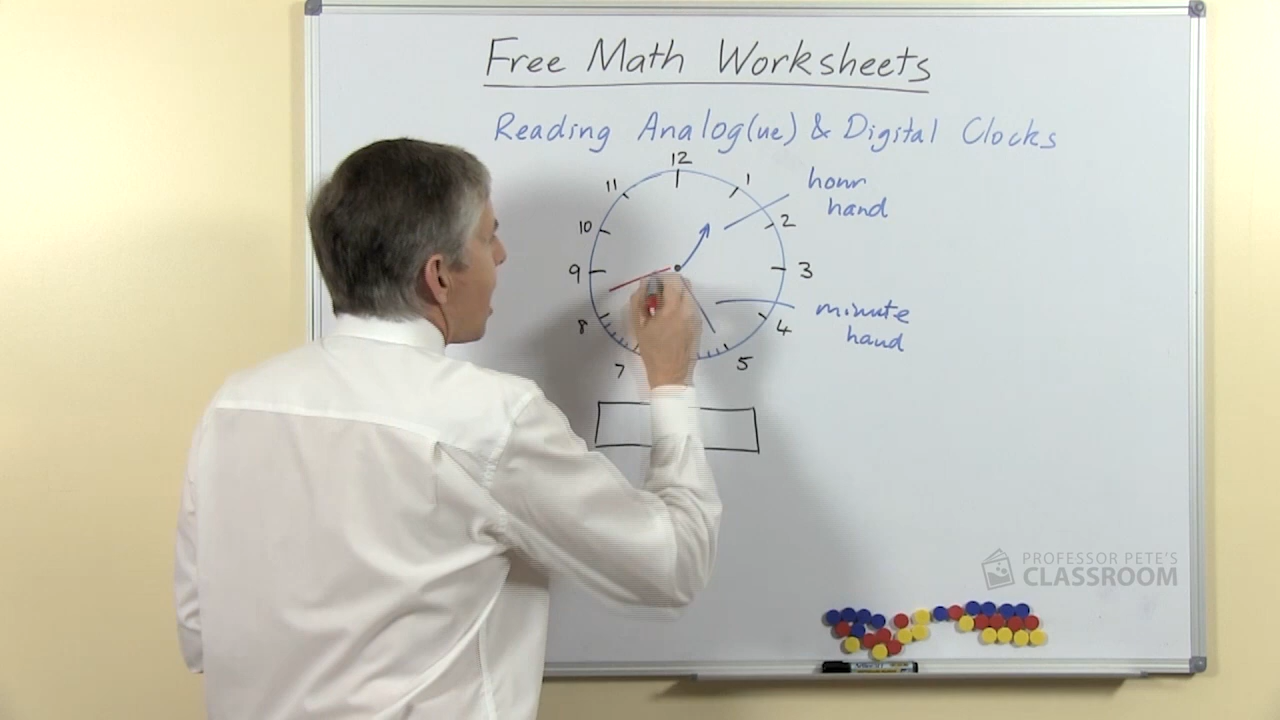 Free Math Worksheets
Reading Analog(ue) & Digital Clocks
12
11
1
10
2
9
3
8
4
7
5
hour
hand
minute
hand
PROFESSOR PETE'S
CLASSROOM